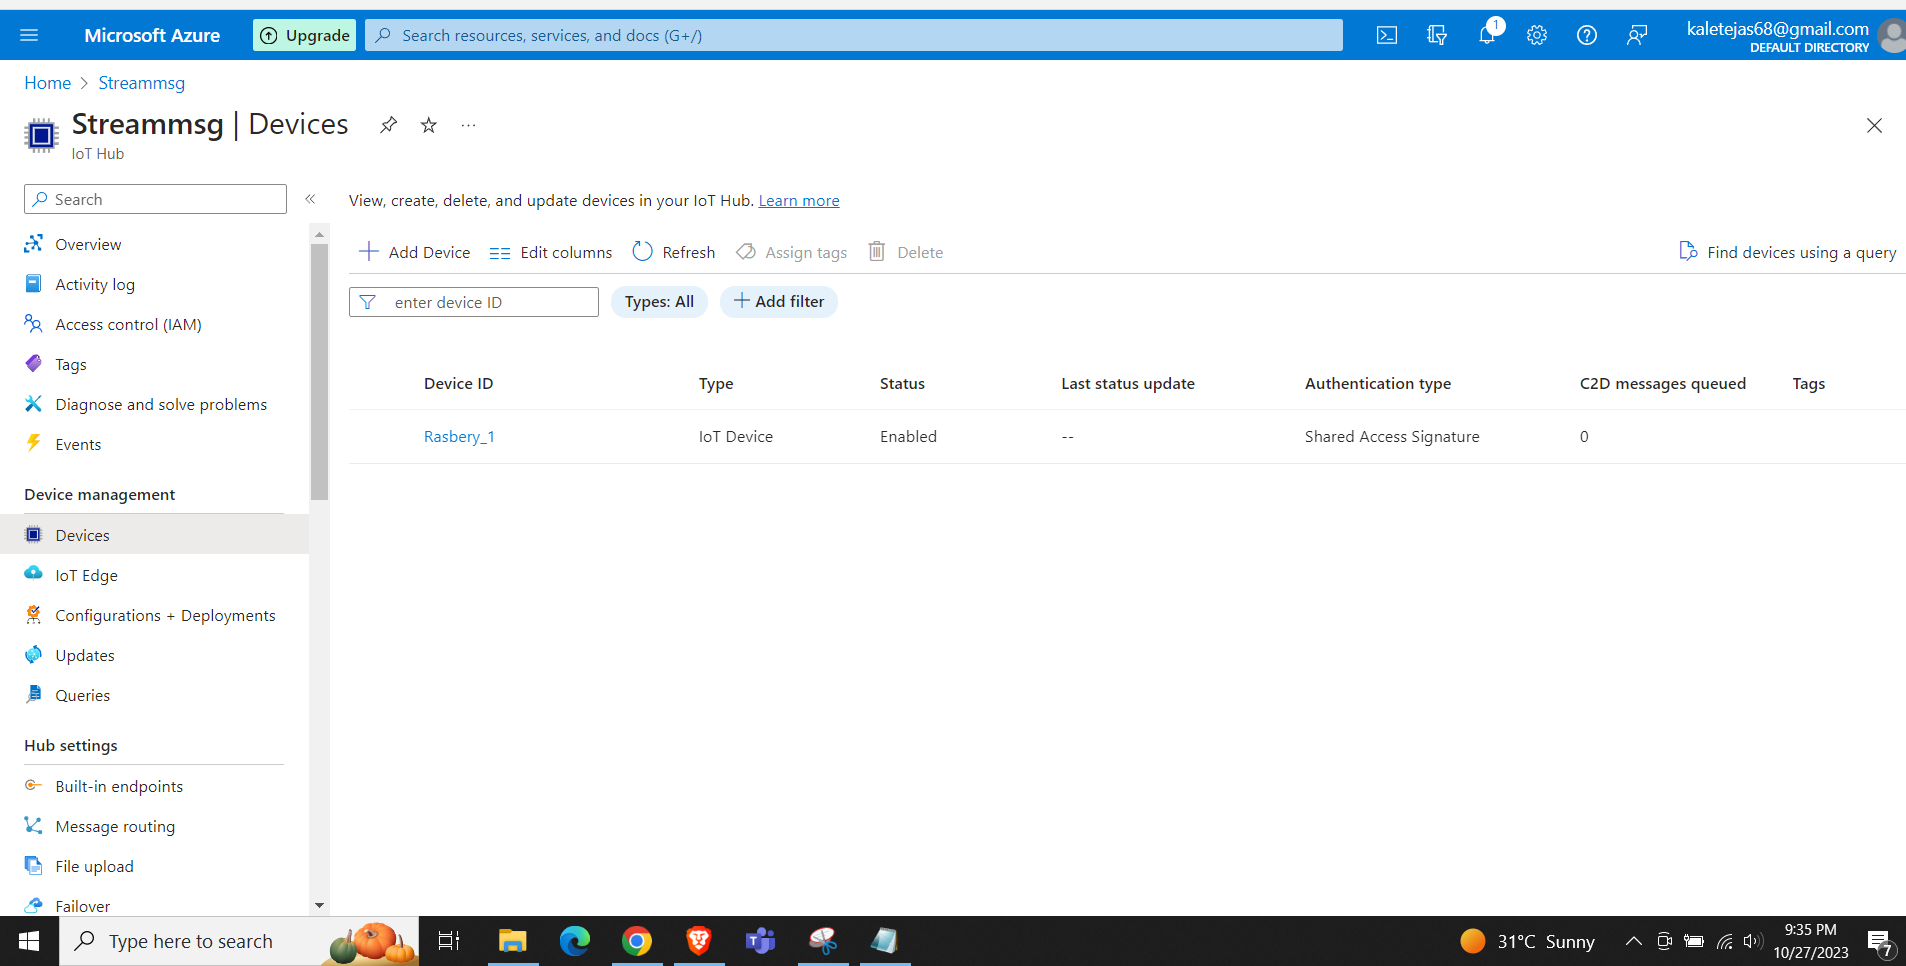 Microsoft Azure
Upgrade
Search resources, services, and docs (G+/)
1
kaletejas68@gmail.com
DEFAULT DIRECTORY
Home > Streammsg
Streammsg | Devices
IoT Hub
Search
«
Overview
Activity log
Access control (IAM)
Tags
Diagnose and solve problems
Events
Device management
Devices
IoT Edge
Configurations + Deployments
Updates
Queries
Hub settings
Built-in endpoints
Message routing
File upload
Failover
View, create, delete, and update devices in your IoT Hub. Learn more
Add Device Edit columns Refresh Assign tags Delete Find devices using a query
enter device ID Types: All Add filter
Device ID Type Status Last status update Authentication type C2D messages queued Tags
Rasbery_1 IoT Device Enabled -- Shared Access Signature 0
Type here to search
31°C Sunny
9:35 PM
10/27/2023
7